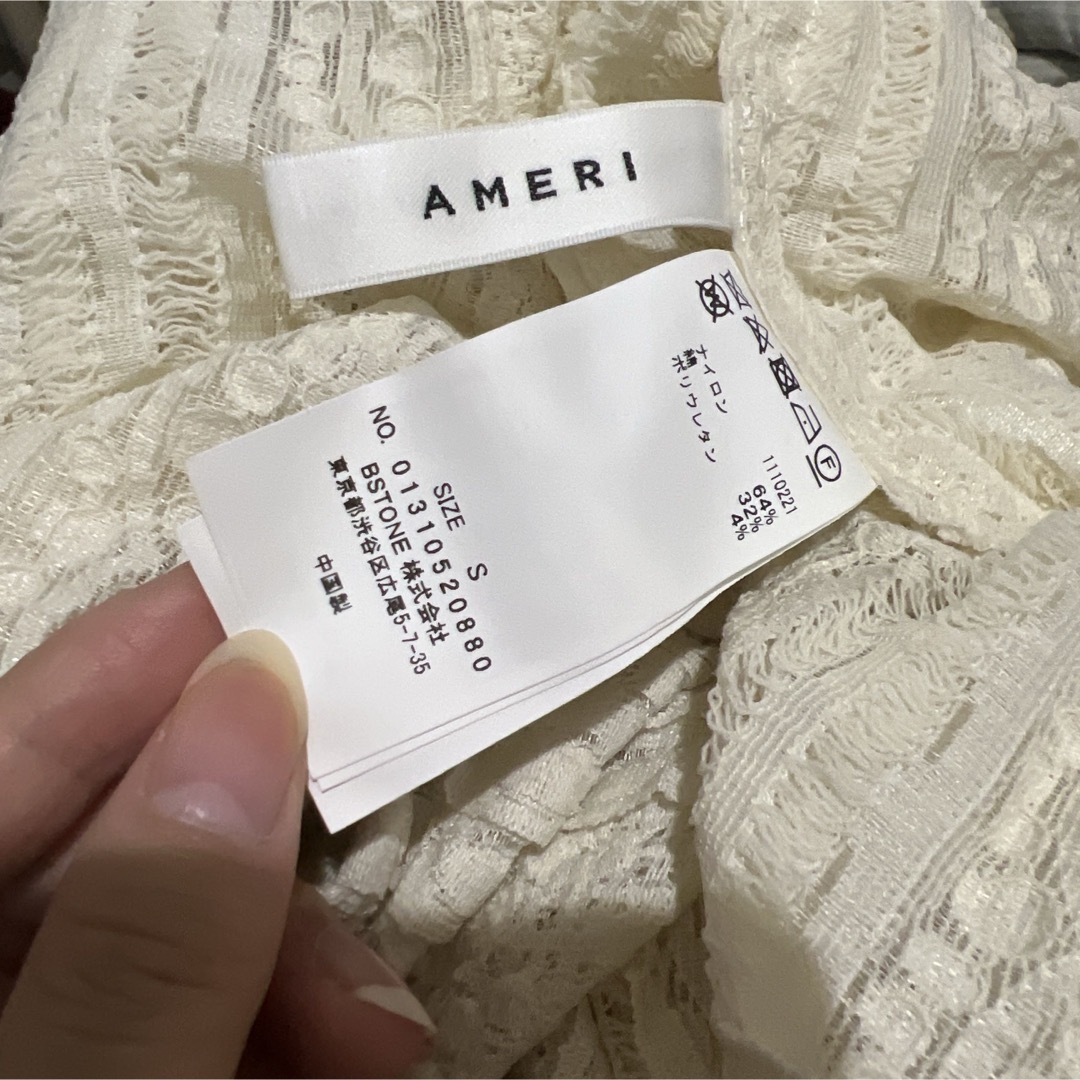 AMERI
1110221
ナイロン 64%
綿 32%
ポリウレタン 4%
SIZE S
NO. 01310520880
BSTONE 株式会社
東京都渋谷区広尾5-7-35
中国製
F